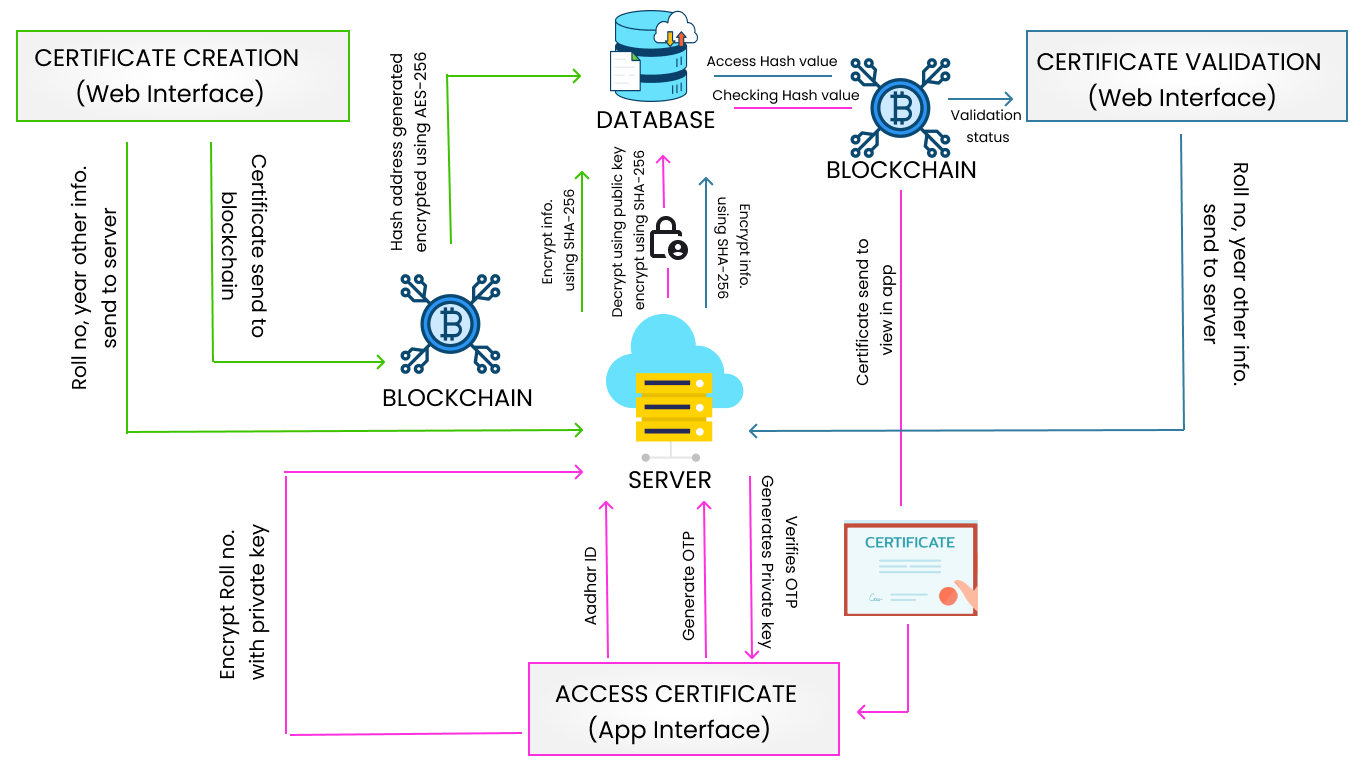 CERTIFICATE CREATION
(Web Interface)
Roll no, year other info.
send to server
Certificate send to
blockchain
Hash address generated
encrypted using AES-256
BLOCKCHAIN
DATABASE
Access Hash value
Checking Hash value
BLOCKCHAIN
Validation
status
CERTIFICATE VALIDATION
(Web Interface)
Roll no, year other info.
send to server
Encrypt info.
using SHA-256
Decrypt using public key
encrypt using SHA-256
Encrypt info.
using SHA-256
Certificate send to
view in app
SERVER
Encrypt Roll no.
with private key
Aadhar ID
Generate OTP
Verifies OTP
Generates Private key
CERTIFICATE
ACCESS CERTIFICATE
(App Interface)